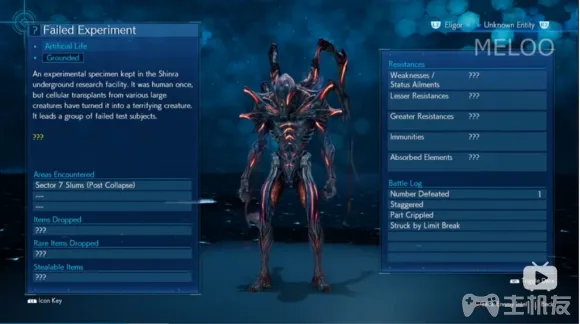 ? Failed Experiment
Artificial Life
Grounded
An experimental specimen kept in the Shinra
underground research facility. It was human once,
but cellular transplants from various large
creatures have turned it into a terrifying creature.
It leads a group of failed test subjects.
???
Areas Encountered
Sector 7 Slums (Post Collapse)
---
---
Items Dropped
???
Rare Items Dropped
???
Stealable Items
???
Icon Key
Eligor
Unknown Entity
MELOO
Resistances
Weaknesses / ???
Status Ailments
Lesser Resistances ???
Greater Resistances ???
Immunities ???
Absorbed Elements ???
Battle Log
Number Defeated 1
Staggered
Part Crippled
Struck by Limit Break
Toggle Data
Back
主机友